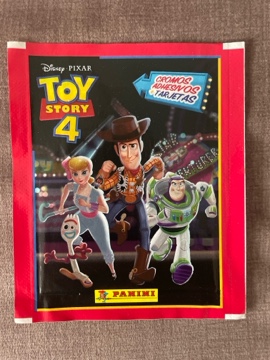 DISNEY · PIXAR
TOY
STORY
4
CROMOS
ADHESIVOS
Y TARJETAS
PANINI